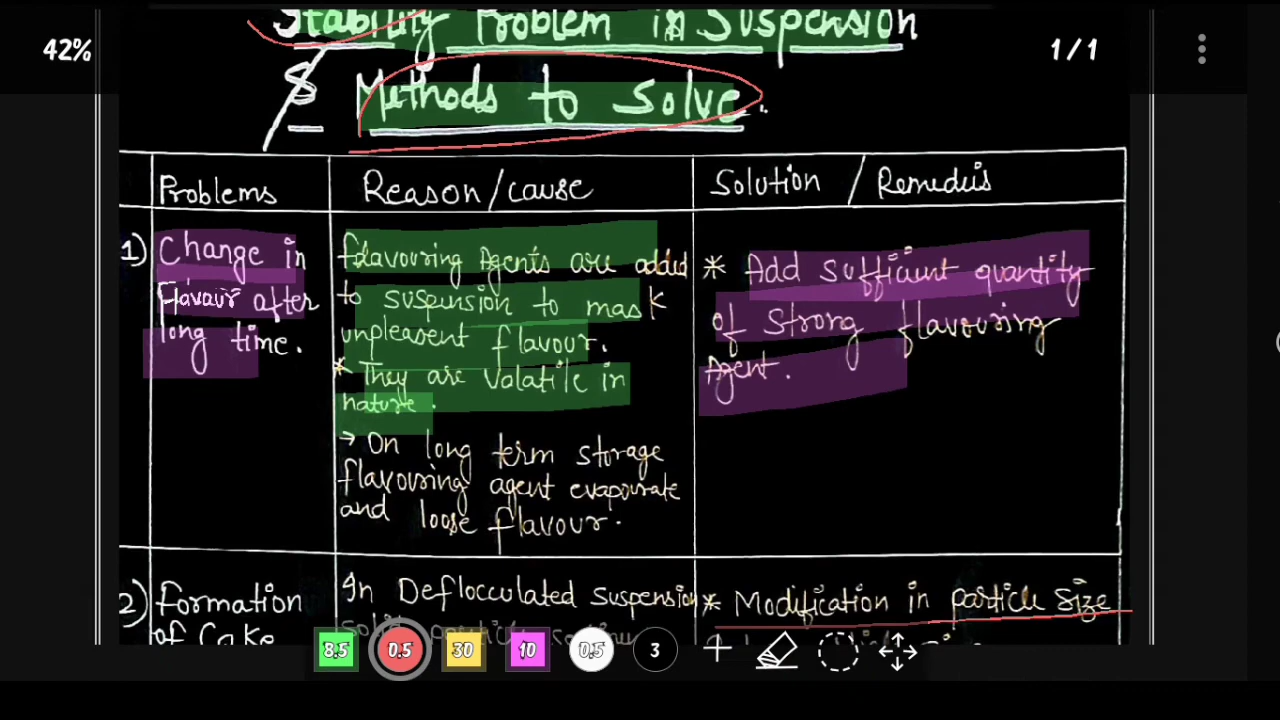 42%
1/1
Stability Problem in Suspension
& Methods to Solve.
Problems
Reason/cause
Solution / Remedies
1) Change in
flavour after
long time.
flavouring Agents are added
to suspension to mask
unpleasent flavour.
* They are volatile in
nature.
→ On long term storage
flavouring agent evapourate
and loose flavour.
* Add sufficient quantity
of strong flavouring
Agent.
2) formation
of Cake
In Deflocculated suspension
* Modification in particle size
8.5
0.5
30
10
0.5
3